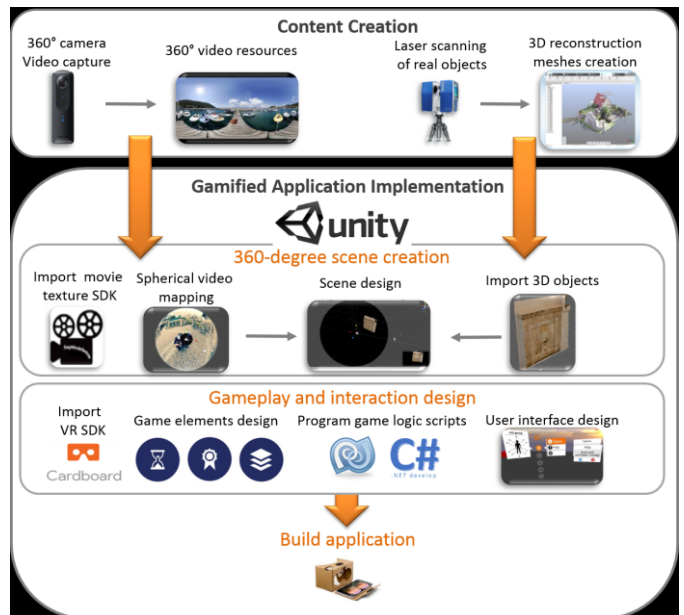 Content Creation
360° camera
Video capture
360° video resources
Laser scanning
of real objects
3D reconstruction
meshes creation
Gamified Application Implementation
unity
360-degree scene creation
Import movie
texture SDK
Spherical video
mapping
Scene design
Import 3D objects
Gameplay and interaction design
Import
VR SDK
Cardboard
Game elements design
Program game logic scripts
C#
.NET develop
User interface design
Build application